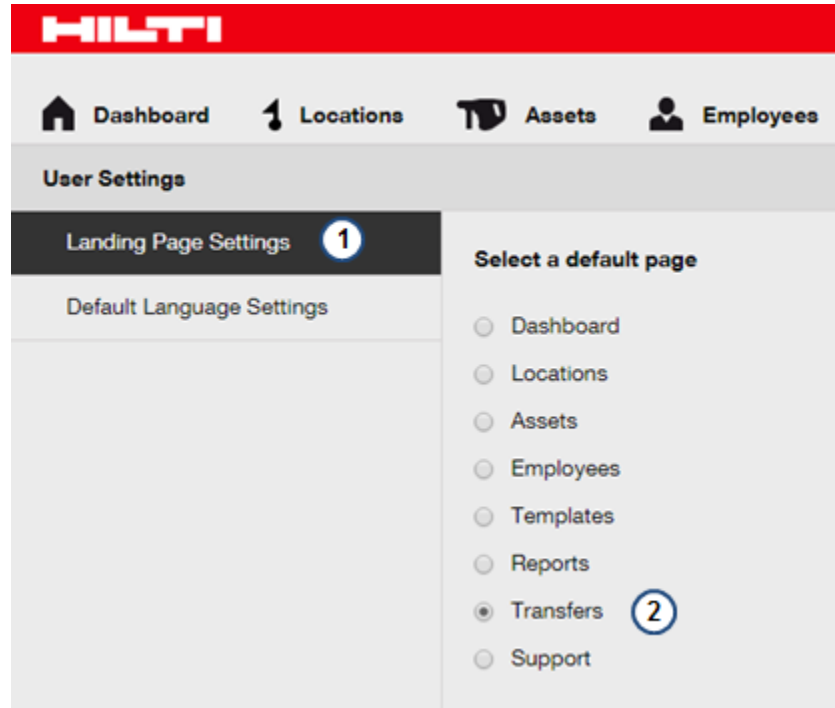 HILTI
Dashboard Locations Assets Employees
User Settings
Landing Page Settings 1
Default Language Settings
Select a default page
Dashboard
Locations
Assets
Employees
Templates
Reports
Transfers 2
Support